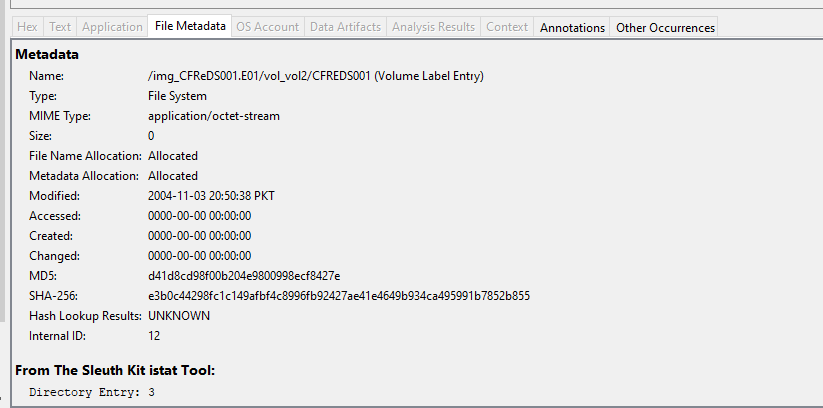 Hex Text Application File Metadata OS Account Data Artifacts Analysis Results Context Annotations Other Occurrences
Metadata
Name: /img_CFReDS001.E01/vol_vol2/CFREDS001 (Volume Label Entry)
Type: File System
MIME Type: application/octet-stream
Size: 0
File Name Allocation: Allocated
Metadata Allocation: Allocated
Modified: 2004-11-03 20:50:38 PKT
Accessed: 0000-00-00 00:00:00
Created: 0000-00-00 00:00:00
Changed: 0000-00-00 00:00:00
MD5: d41d8cd98f00b204e9800998ecf8427e
SHA-256: e3b0c44298fc1c149afbf4c8996fb92427ae41e4649b934ca495991b7852b855
Hash Lookup Results: UNKNOWN
Internal ID: 12
From The Sleuth Kit istat Tool:
Directory Entry: 3